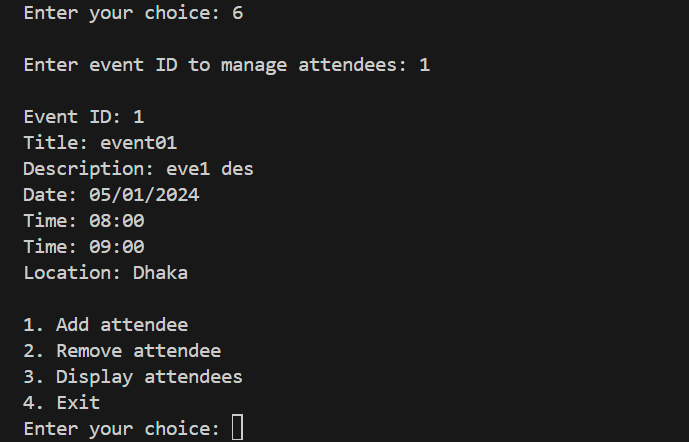 Enter your choice: 6
Enter event ID to manage attendees: 1
Event ID: 1
Title: event01
Description: eve1 des
Date: 05/01/2024
Time: 08:00
Time: 09:00
Location: Dhaka
1. Add attendee
2. Remove attendee
3. Display attendees
4. Exit
Enter your choice: